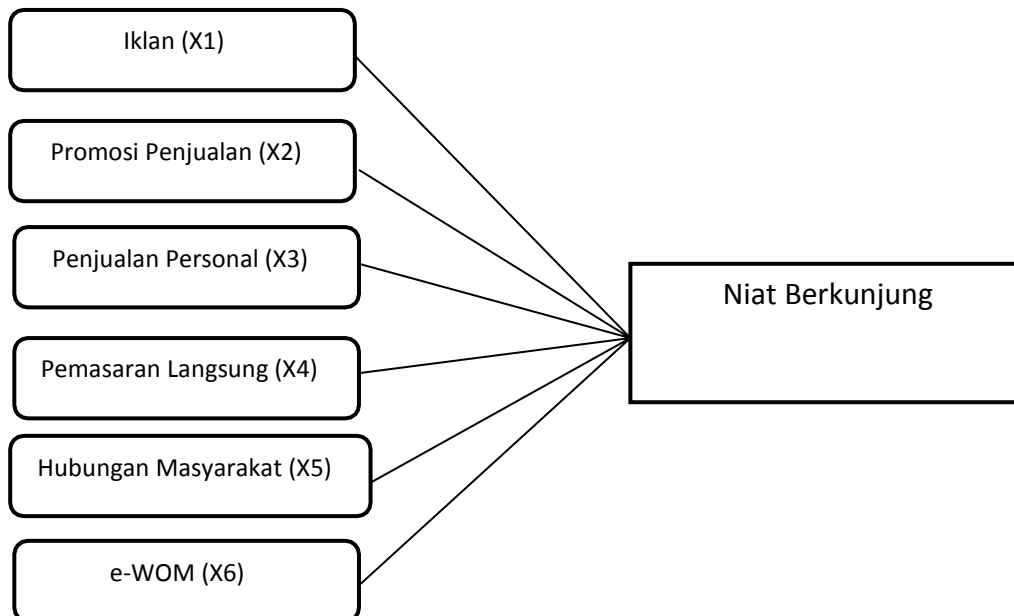 Iklan (X1)
Promosi Penjualan (X2)
Penjualan Personal (X3)
Niat Berkunjung
Pemasaran Langsung (X4)
Hubungan Masyarakat (X5)
e-WOM (X6)